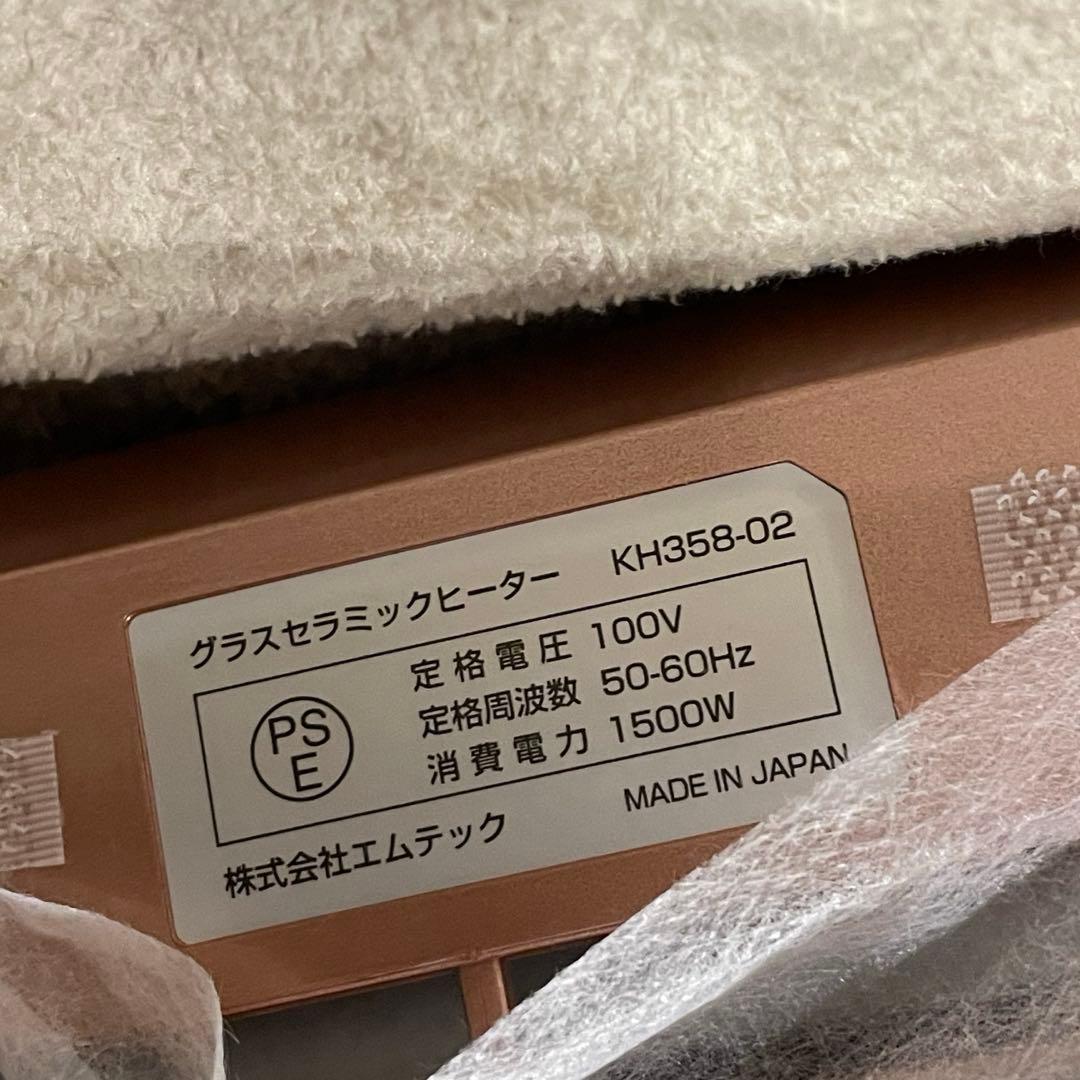 グラスセラミックヒーター KH358-02
PS
E
定格電圧 100V
定格周波数 50-60Hz
消費電力 1500W
株式会社エムテック MADE IN JAPAN